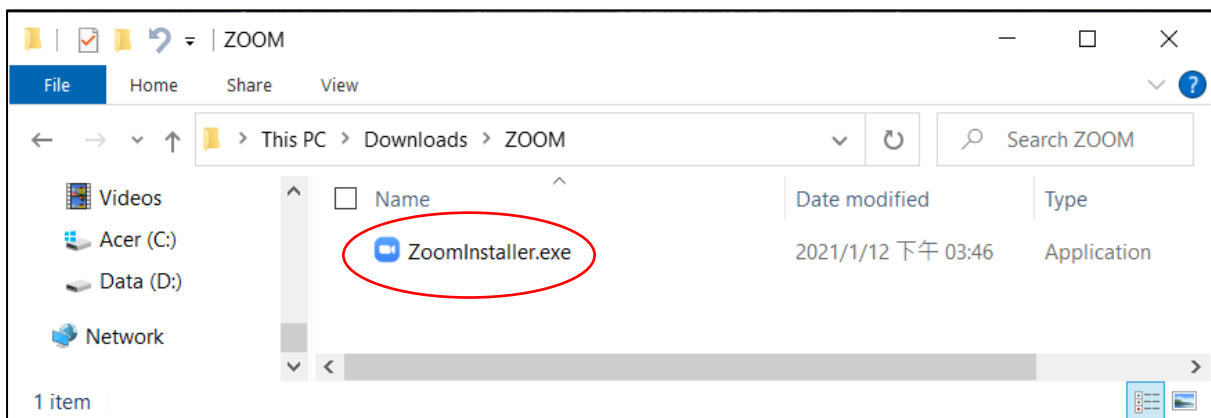 ZOOM
File Home Share View
This PC > Downloads > ZOOM Search ZOOM
Videos
Acer (C:)
Data (D:)
Network
Name Date modified Type
ZoomInstaller.exe 2021/1/12 下午 03:46 Application
1 item